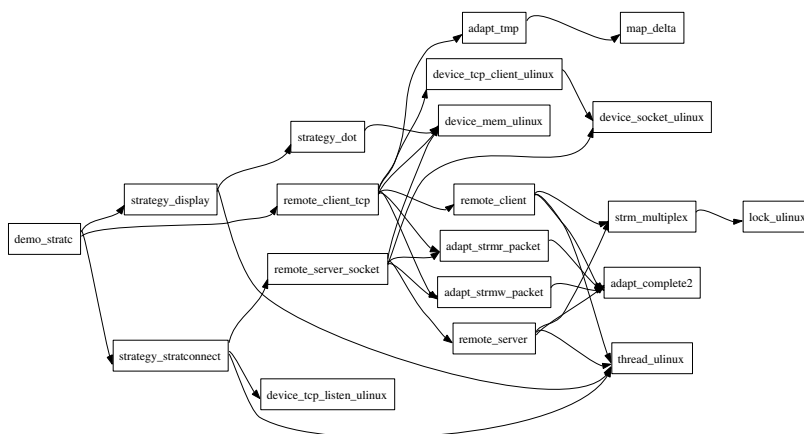 adapt_tmp
map_delta
device_tcp_client_ulinux
device_mem_ulinux
device_socket_ulinux
strategy_dot
strategy_display
remote_client_tcp
remote_client
strm_multiplex
lock_ulinux
demo_stratc
adapt_strmr_packet
remote_server_socket
adapt_strmw_packet
adapt_complete2
remote_server
strategy_stratconnect
thread_ulinux
device_tcp_listen_ulinux